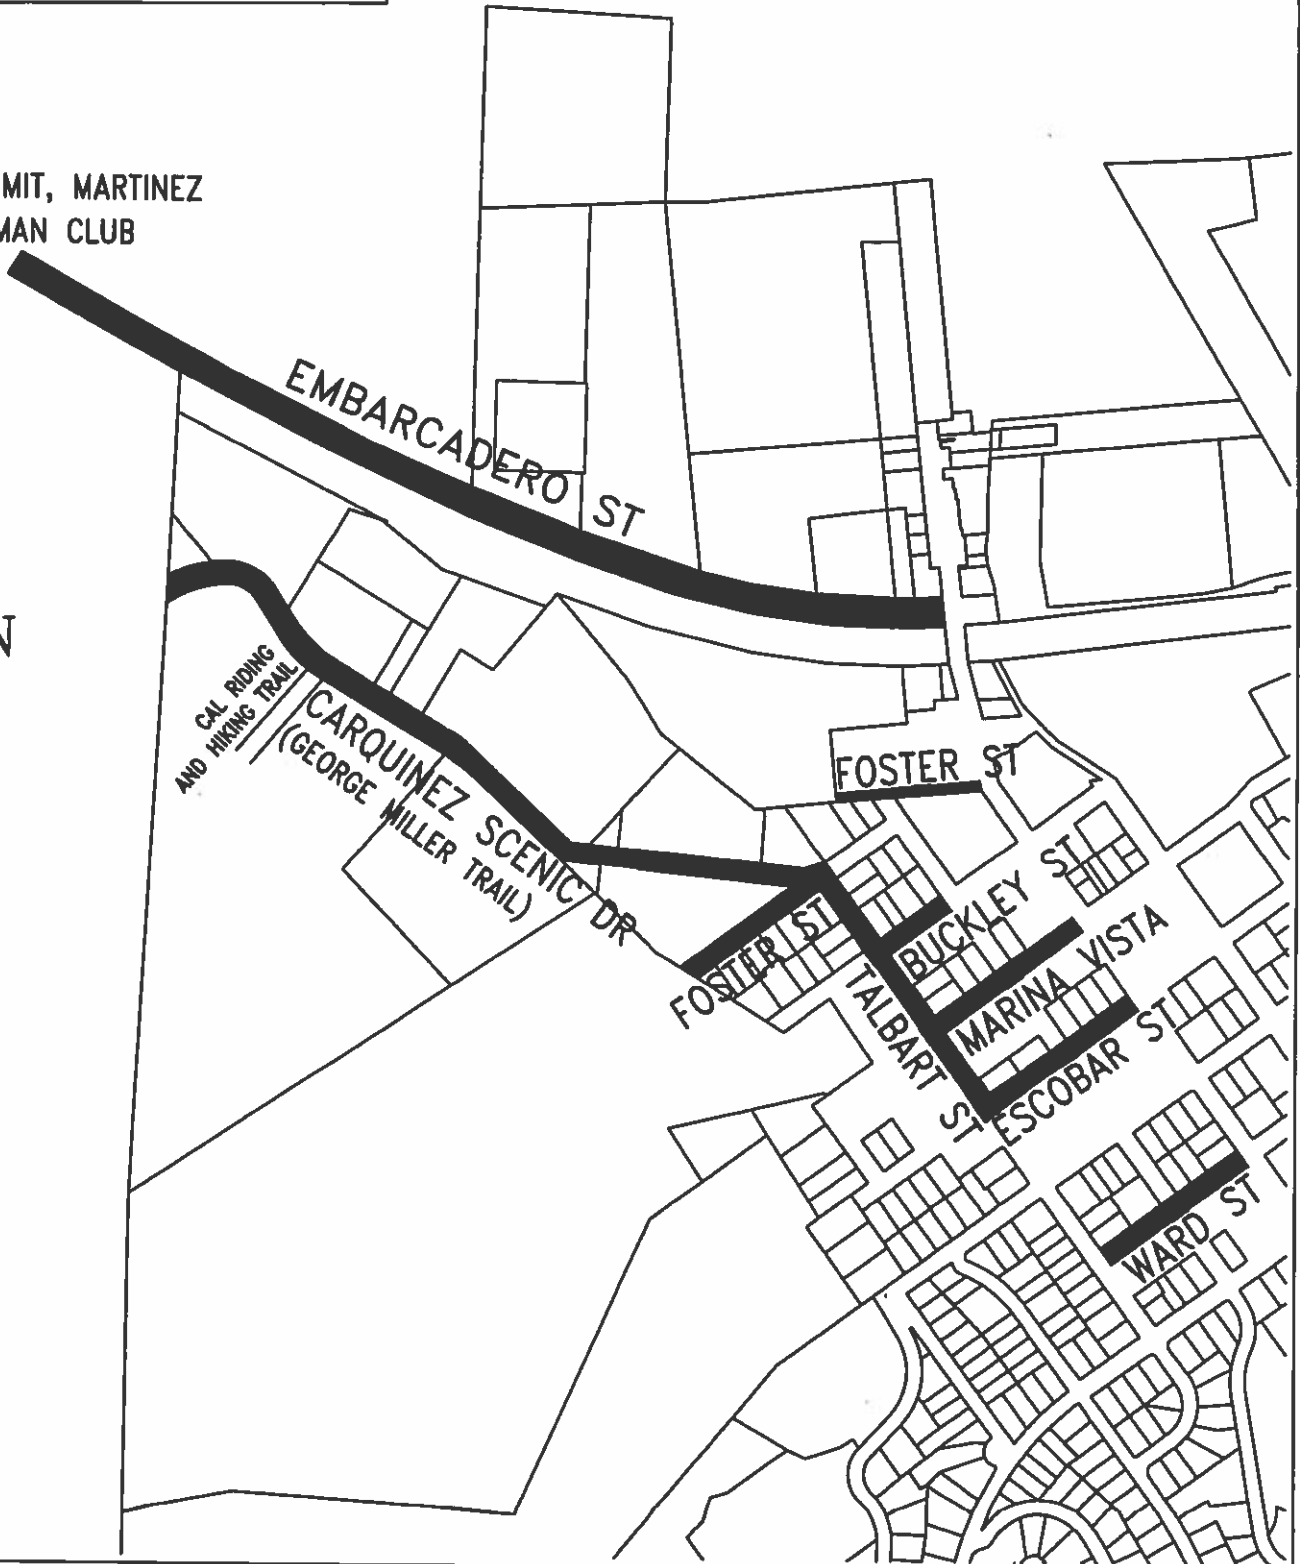 MIT, MARTINEZ
MAN CLUB
EMBARCADERO ST
N
CAL RIDING
AND HIKING TRAIL
CARQUINEZ SCENIC DR
(GEORGE MILLER TRAIL)
FOSTER ST
FOSTER ST
BUCKLEY ST
MARINA VISTA
TALBART ST
ESCOBAR ST
WARD ST